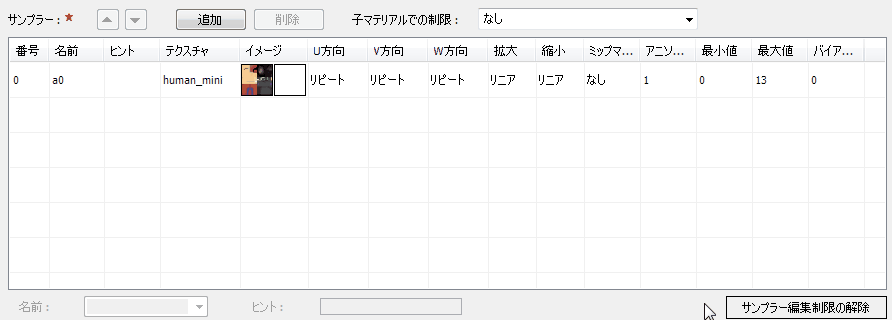 サンプラー：★ 追加 削除 子マテリアルでの制限： なし
番号 名前 ヒント テクスチャ イメージ U方向 V方向 W方向 拡大 縮小 ミップマ... アニソ... 最小値 最大値 バイア...
0 a0 human_mini リピート リピート リピート リニア リニア なし 1 0 13 0
名前： ヒント： サンプラー編集制限の解除